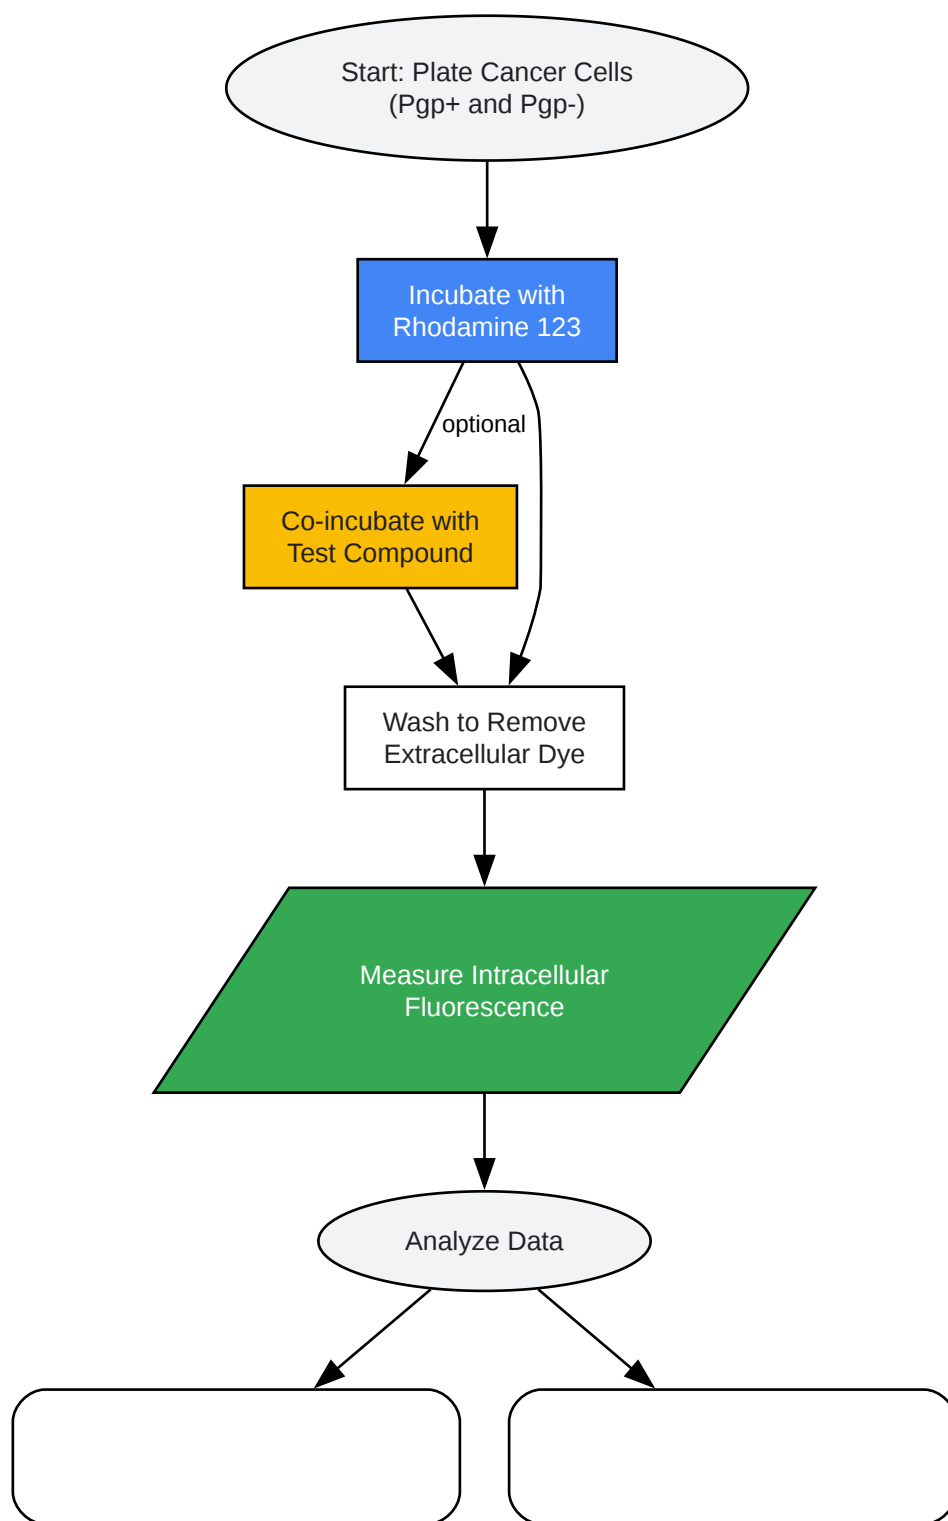 Start: Plate Cancer Cells
(Pgp+ and Pgp-)
Incubate with
Rhodamine 123
optional
Co-incubate with
Test Compound
Wash to Remove
Extracellular Dye
Measure Intracellular
Fluorescence
Analyze Data